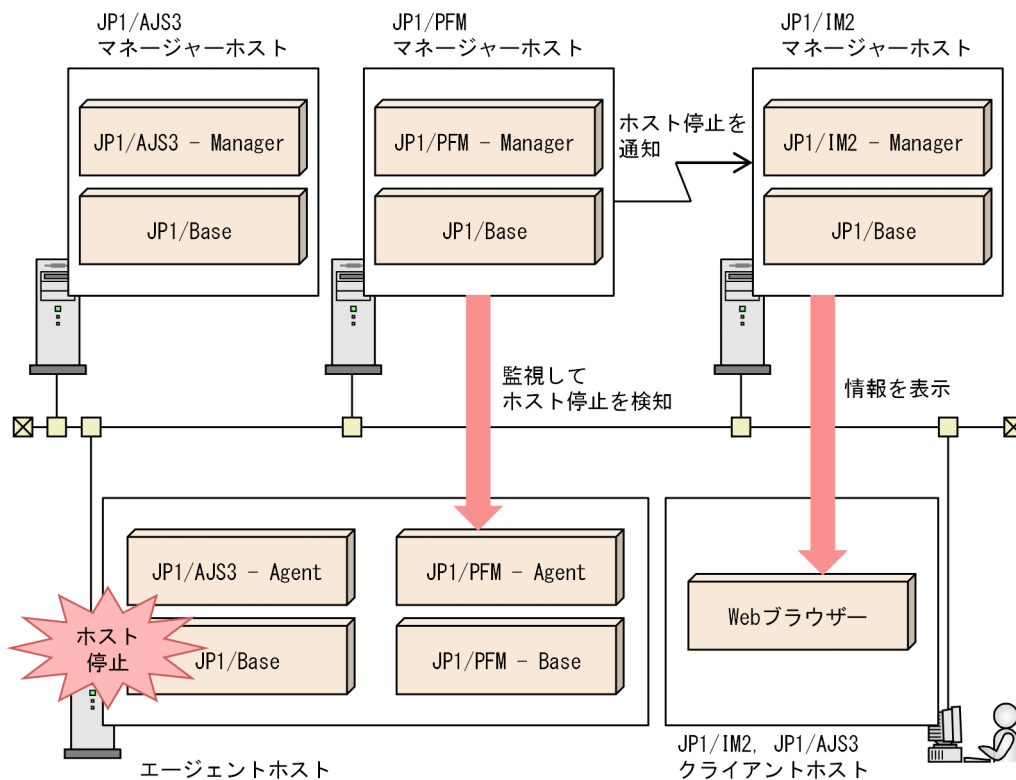 JP1/AJS3
マネージャーホスト
JP1/PFM
マネージャーホスト
JP1/IM2
マネージャーホスト
JP1/AJS3 － Manager
JP1/Base
JP1/PFM － Manager
JP1/Base
ホスト停止を
通知
JP1/IM2 － Manager
JP1/Base
監視して
ホスト停止を検知
情報を表示
JP1/AJS3 － Agent
JP1/PFM － Agent
JP1/Base
JP1/PFM － Base
ホスト
停止
Webブラウザー
エージェントホスト
JP1/IM2, JP1/AJS3
クライアントホスト